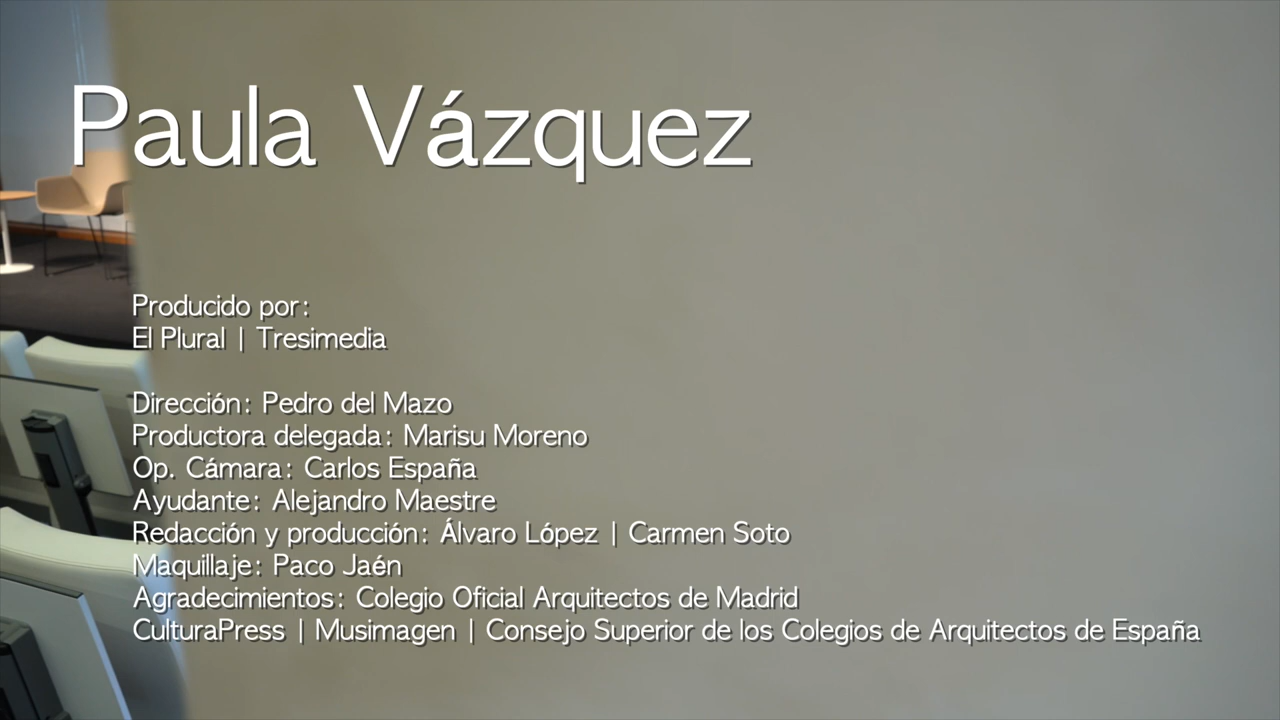 Paula Vázquez
Producido por:
El Plural | Tresimedia
Dirección: Pedro del Mazo
Productora delegada: Marisu Moreno
Op. Cámara: Carlos España
Ayudante: Alejandro Maestre
Redacción y producción: Álvaro López | Carmen Soto
Maquillaje: Paco Jaén
Agradecimientos: Colegio Oficial Arquitectos de Madrid
CulturaPress | Musimagen | Consejo Superior de los Colegios de Arquitectos de España